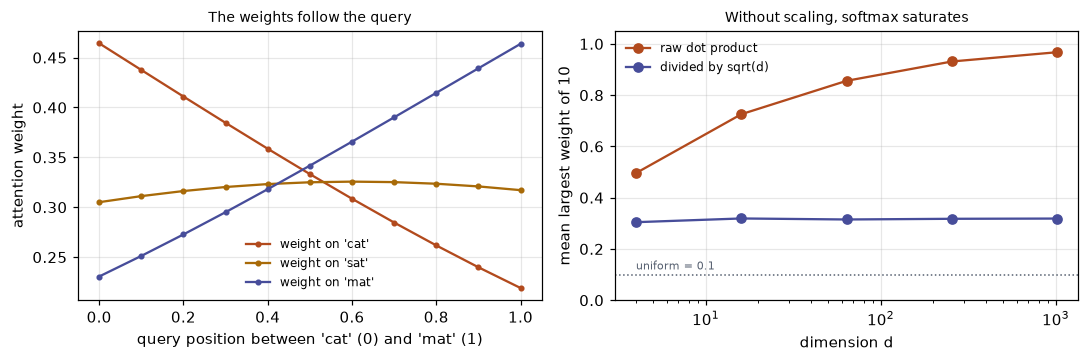 The weights follow the query
attention weight
0.45
0.40
0.35
0.30
0.25
weight on 'cat'
weight on 'sat'
weight on 'mat'
0.0 0.2 0.4 0.6 0.8 1.0
query position between 'cat' (0) and 'mat' (1)
Without scaling, softmax saturates
mean largest weight of 10
1.0
0.8
0.6
0.4
0.2
0.0
raw dot product
divided by sqrt(d)
uniform = 0.1
10¹ 10² 10³
dimension d